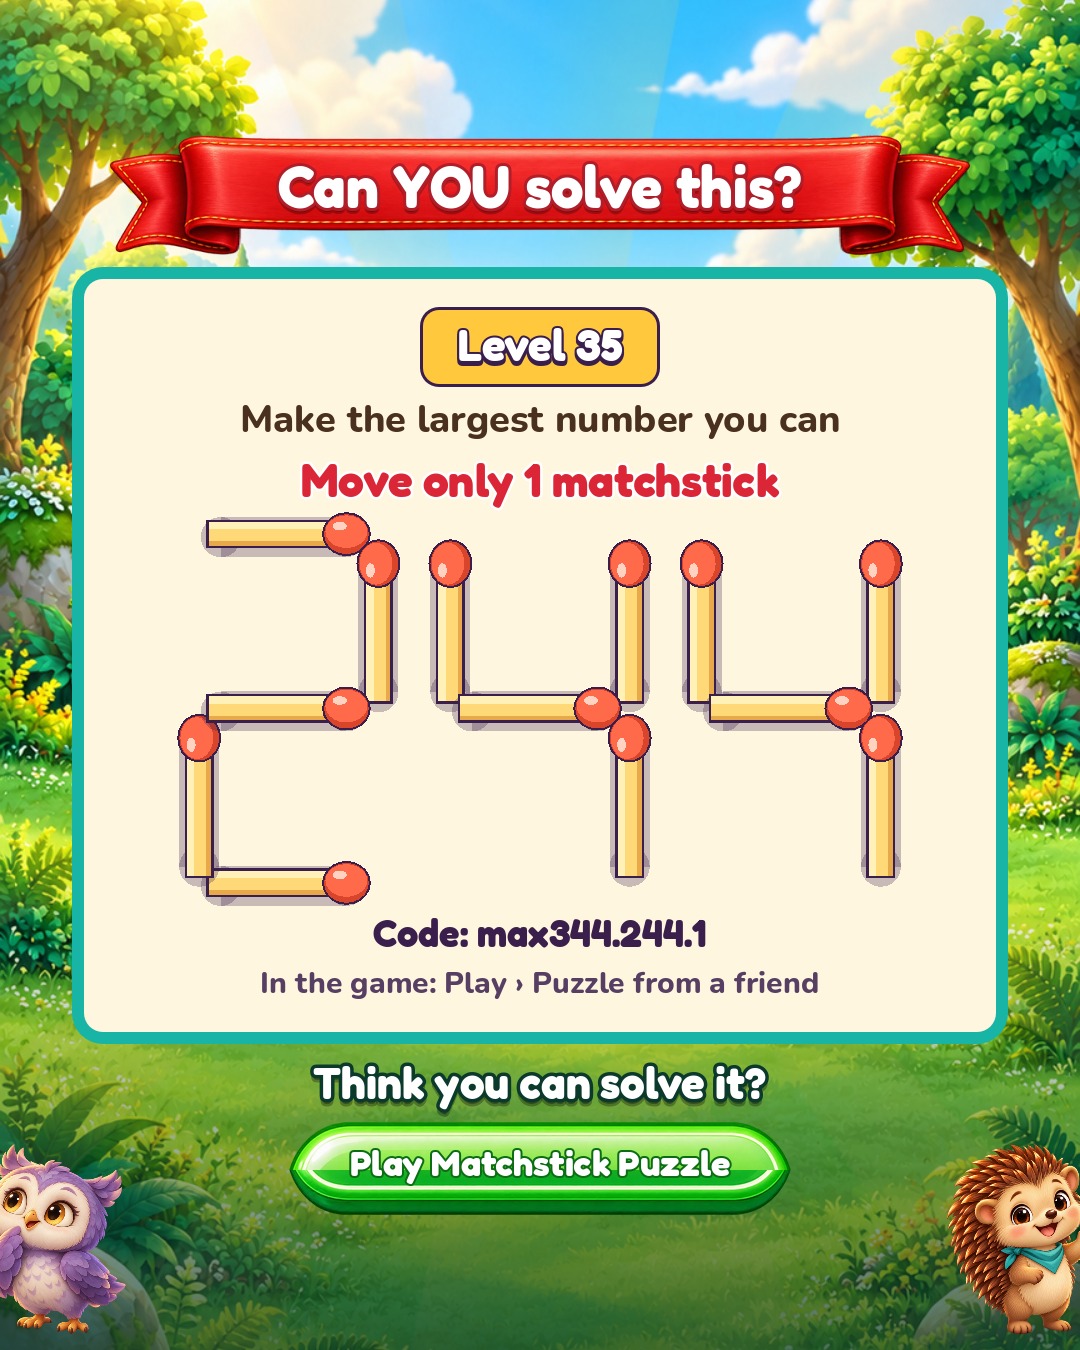 Can YOU solve this?
Level 35
Make the largest number you can
Move only 1 matchstick
244
Code: max344.244.1
In the game: Play › Puzzle from a friend
Think you can solve it?
Play Matchstick Puzzle